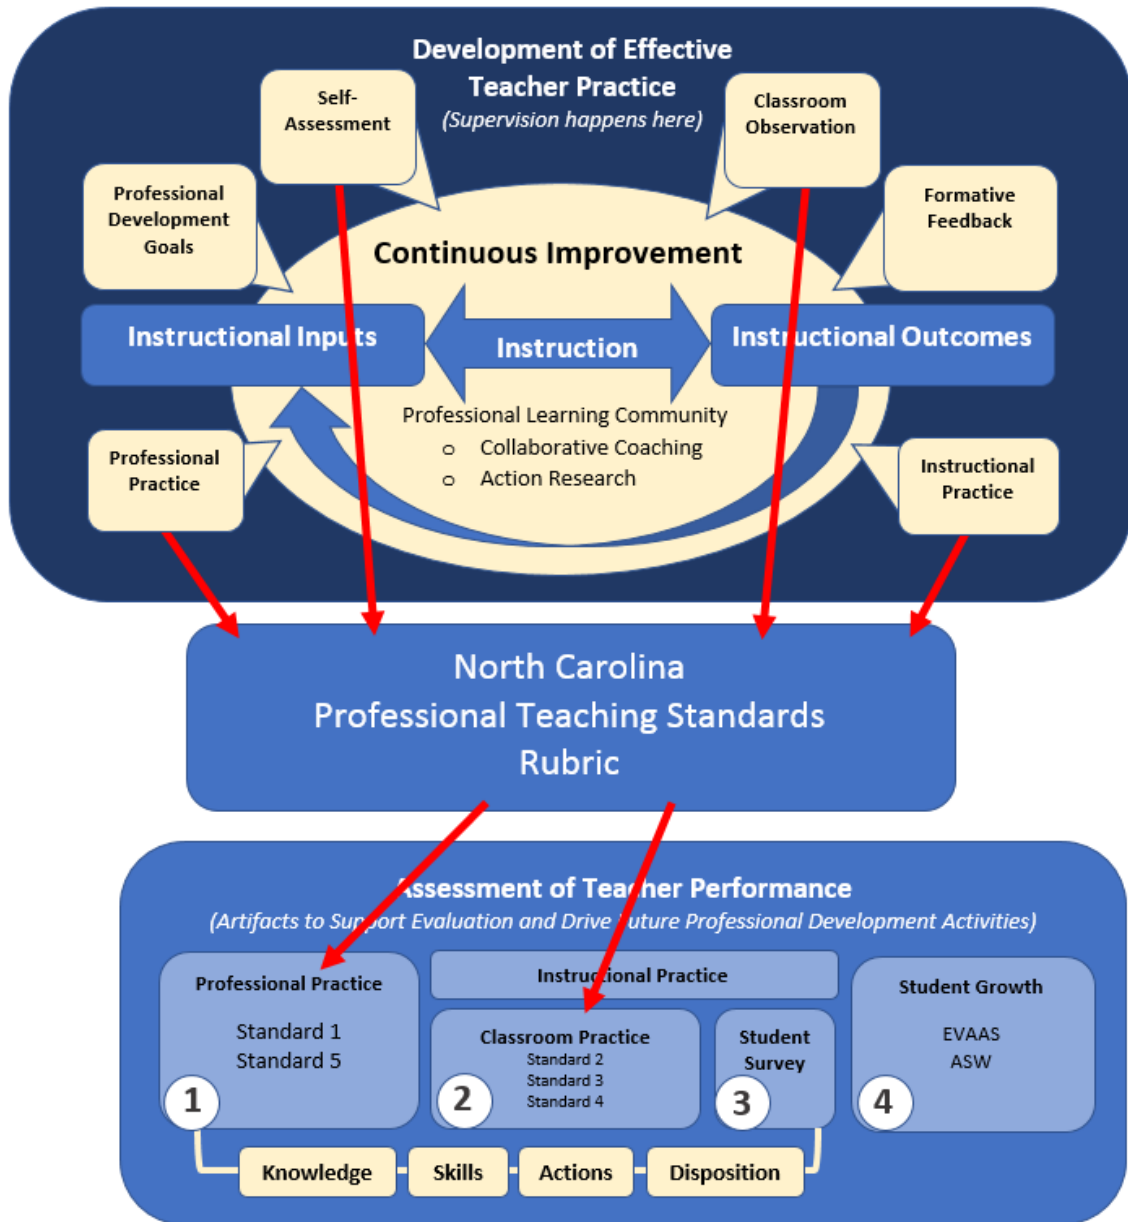 Development of Effective
Teacher Practice
(Supervision happens here)
Self-
Assessment
Classroom
Observation
Professional
Development
Goals
Formative
Feedback
Continuous Improvement
Instructional Inputs
Instruction
Instructional Outcomes
Professional Learning Community
o Collaborative Coaching
o Action Research
Professional
Practice
Instructional
Practice
North Carolina
Professional Teaching Standards
Rubric
Assessment of Teacher Performance
(Artifacts to Support Evaluation and Drive Future Professional Development Activities)
Professional Practice
Standard 1
Standard 5
1
Instructional Practice
Classroom Practice
Standard 2
Standard 3
Standard 4
2
Student
Survey
3
Student Growth
EVAAS
ASW
4
Knowledge
Skills
Actions
Disposition